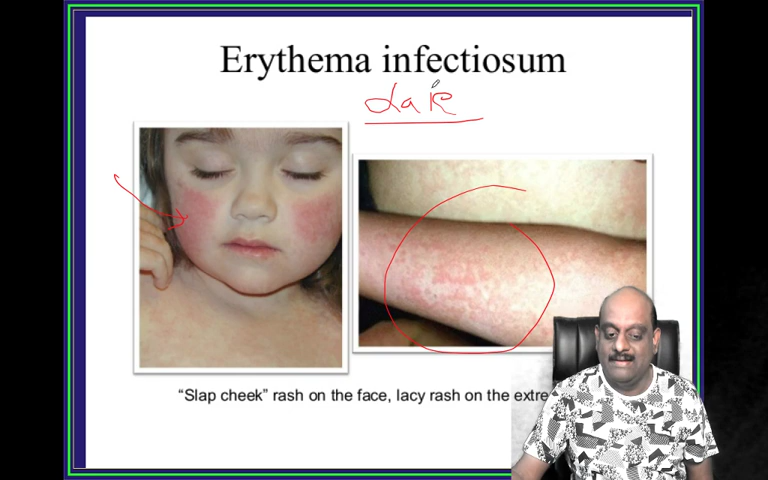 Erythema infectiosum
“Slap cheek” rash on the face, lacy rash on the extre